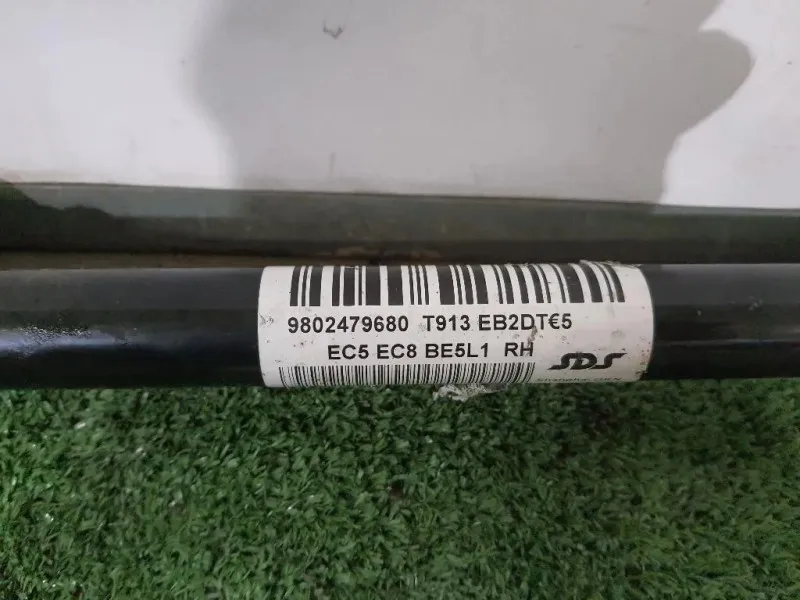 9802479680 T913 EB2DT€5
EC5 EC8 BE5L1 RH SDS